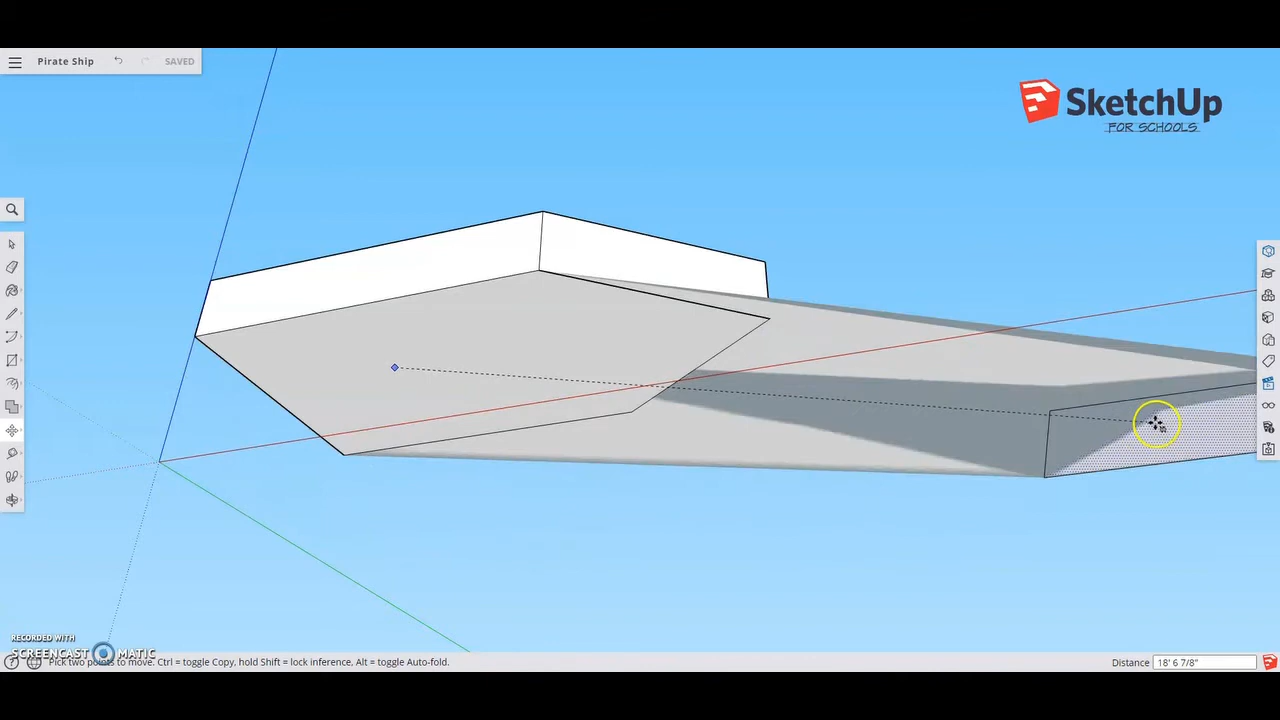 Pirate Ship
SAVED
SketchUp
FOR SCHOOLS
RECORDED WITH
SCREENCAST MATIC
Pick two points to move. Ctrl = toggle Copy, hold Shift = lock inference, Alt = toggle Auto-fold.
Distance 18' 6 7/8"